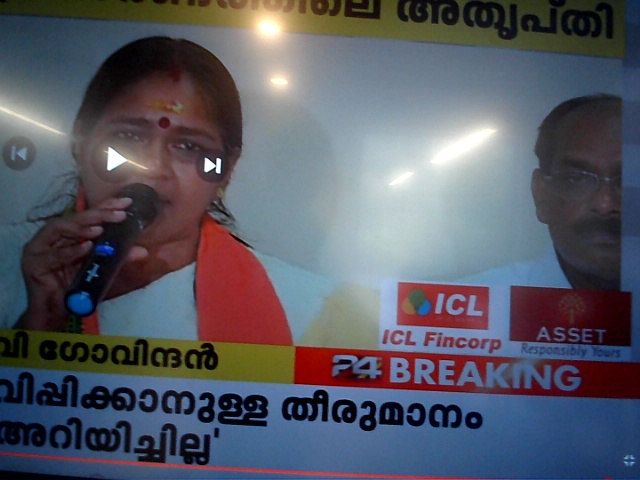 അതൃപ്തി
ICL
ICL Fincorp
ASSET
Responsibly Yours
വി ഗോവിന്ദൻ
24 BREAKING
വിപ്പിക്കാനുള്ള തീരുമാനം
അറിയിച്ചില്ല'